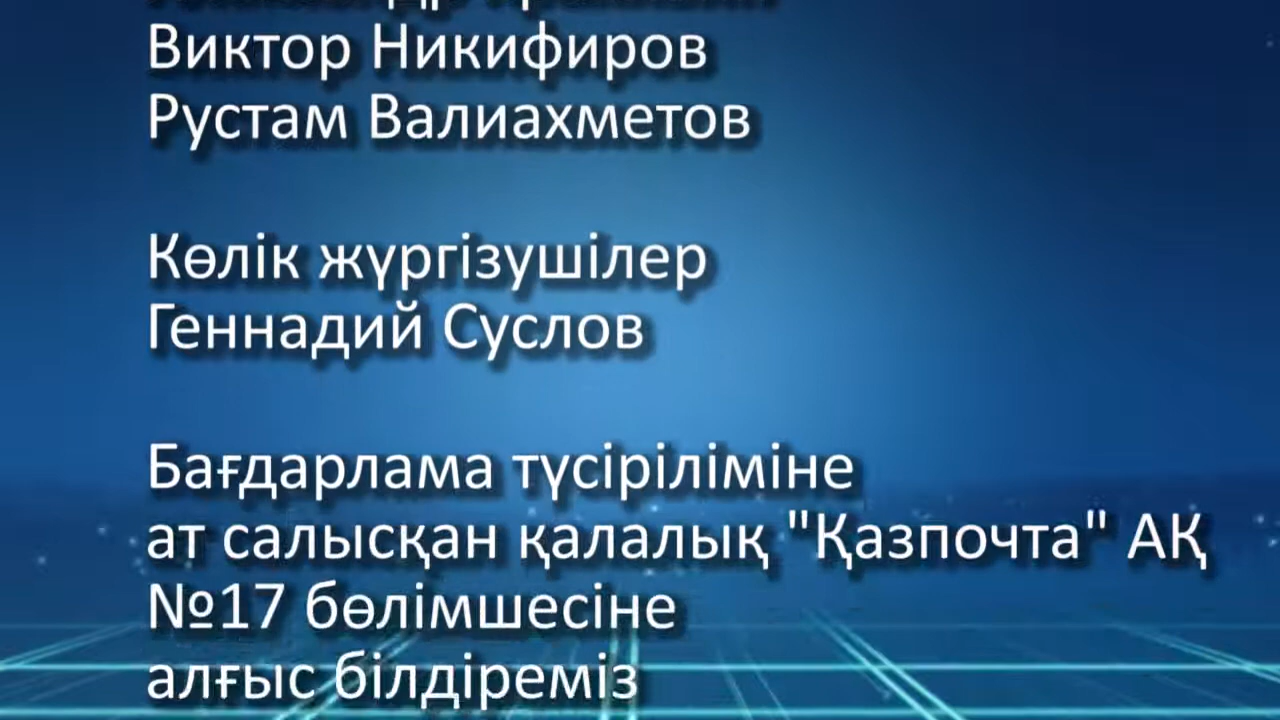 Виктор Никифиров
Рустам Валиахметов
Көлік жүргізушілер
Геннадий Суслов
Бағдарлама түсіріліміне
ат салысқан қалалық "Қазпочта" АҚ
№17 бөлімшесіне
алғыс білдіреміз